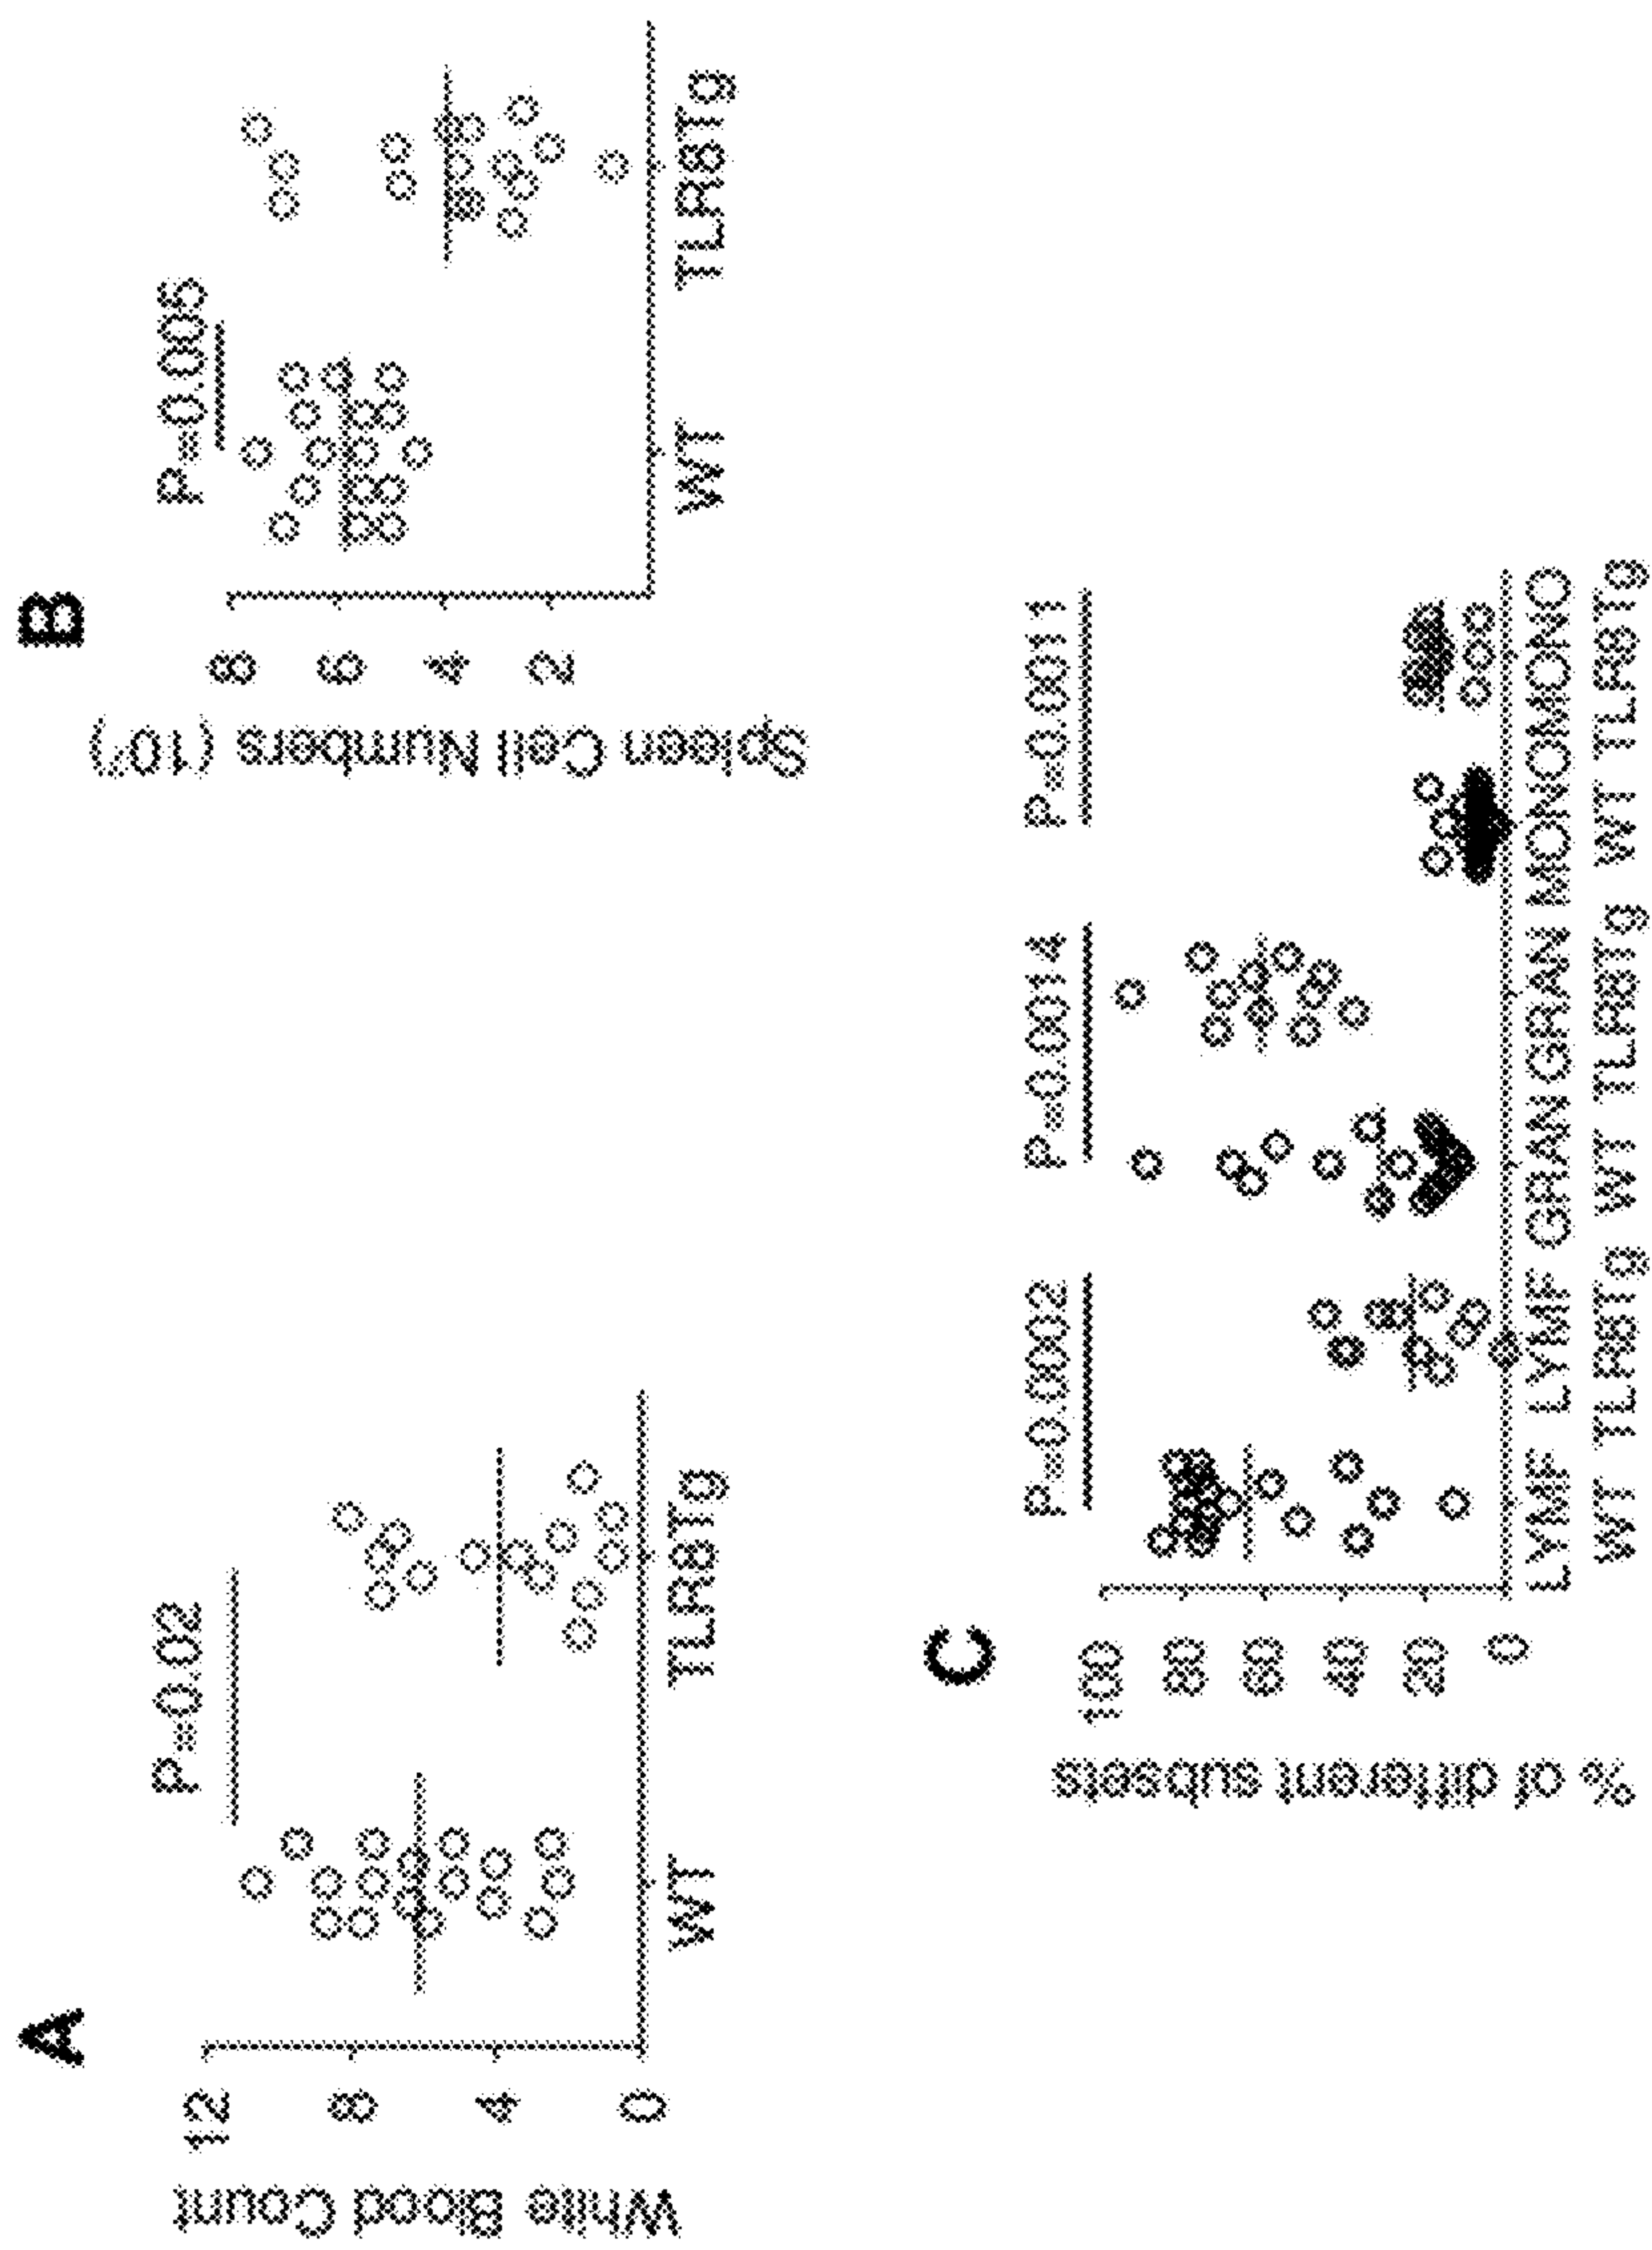 A
White Blood Count
12
8
4
0
P=0.02
WT TLR8Tg
B
Spleen Cell Numbers (10⁷)
8
6
4
2
P=0.005
WT TLR8Tg
C
% of different subsets
100
80
60
40
20
0
P=0.0002 P=0.0014 P=0.0011
LYMF LYMF GRAN GRAN MONO MONO
WT TLR8Tg WT TLR8Tg WT TLR8Tg